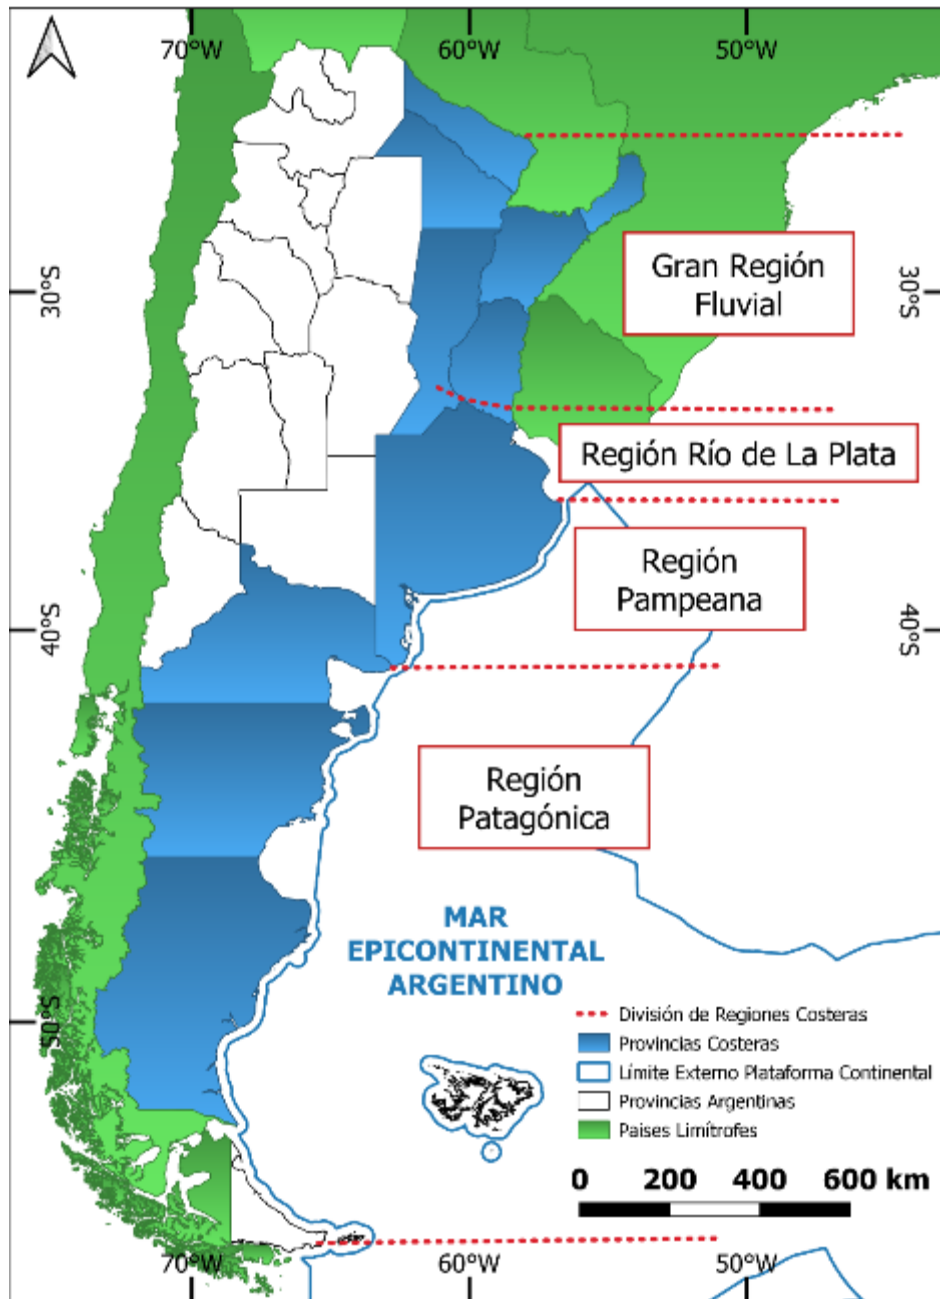 70°W 60°W 50°W
Gran Región
Fluvial
30°S 30°S
Región Río de La Plata
Región
Pampeana
40°S 40°S
Región
Patagónica
MAR
EPICONTINENTAL
ARGENTINO
50°S
División de Regiones Costeras
Provincias Costeras
Límite Externo Plataforma Continental
Provincias Argentinas
Paises Limítrofes
0 200 400 600 km
70°W 60°W 50°W